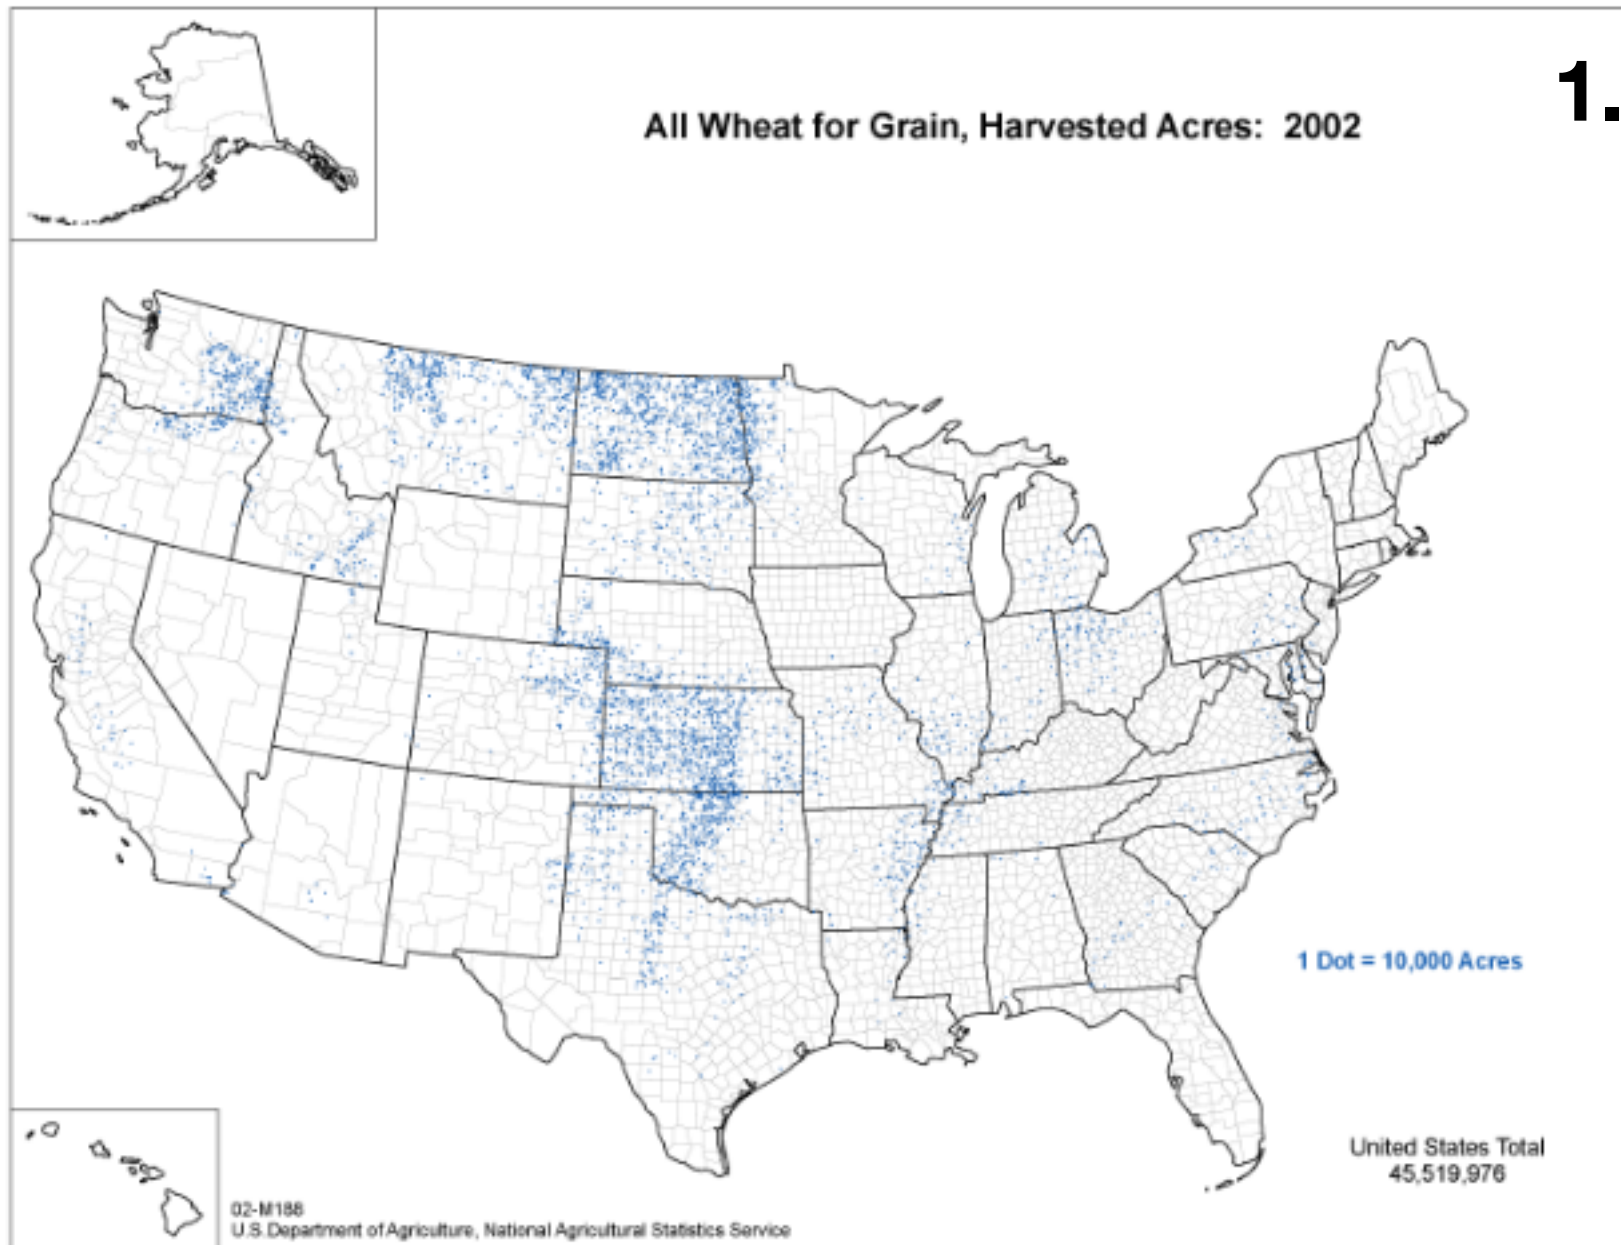 1.
All Wheat for Grain, Harvested Acres: 2002
1 Dot = 10,000 Acres
United States Total
45,519,976
02-M188
U.S.Department of Agriculture, National Agricultural Statistics Service